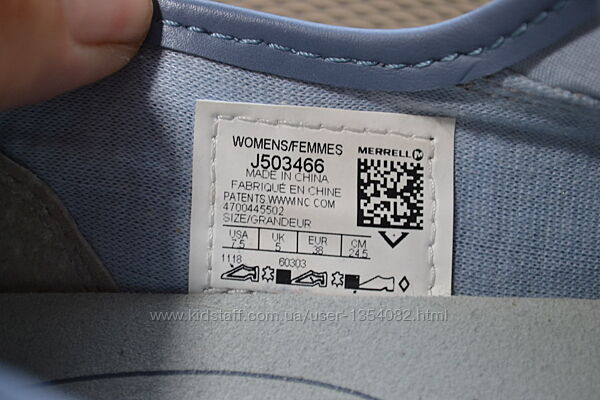 WOMENS/FEMMES
J503466
MADE IN CHINA
FABRIQUÉ EN CHINE
PATENTS WWWINC COM
4700445502
SIZE/GRANDEUR
MERRELL
USA UK EUR CM
7.5 5 38 24.5
1118 60303
www.kidstaff.com.ua/user-1354082.html